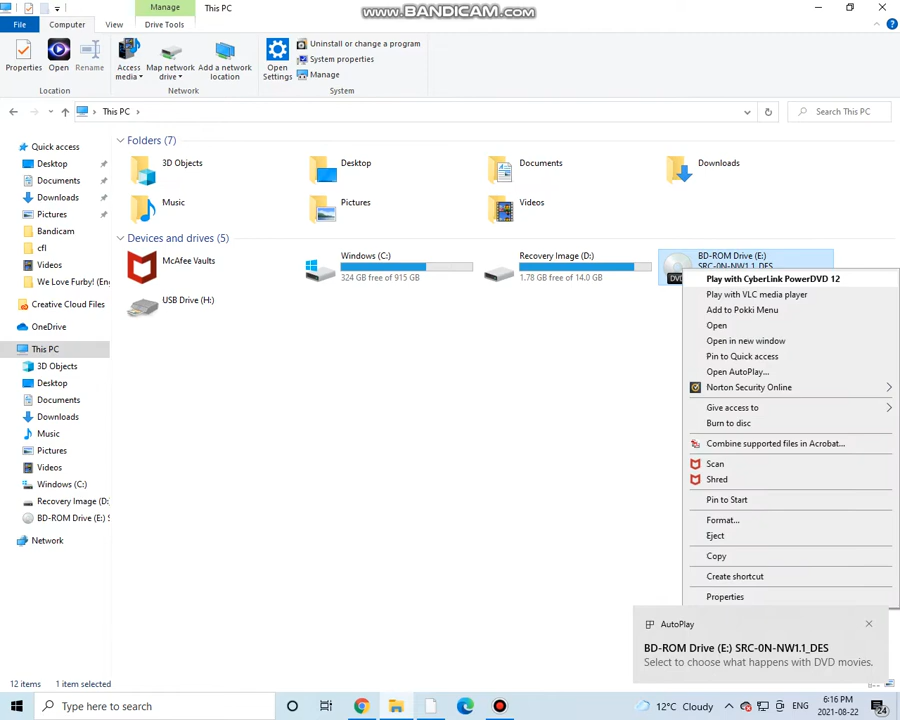 Manage
This PC
www.BANDICAM.com
File
Computer
View
Drive Tools
Properties
Open
Rename
Access media
Map network drive
Add a network location
Open Settings
Uninstall or change a program
System properties
Manage
Location
Network
System
This PC
Search This PC
Quick access
Desktop
Documents
Downloads
Pictures
Bandicam
cfl
Videos
We Love Furby! (Eng
Creative Cloud Files
OneDrive
This PC
3D Objects
Desktop
Documents
Downloads
Music
Pictures
Videos
Windows (C:)
Recovery Image (D:)
BD-ROM Drive (E:) S
Network
Folders (7)
3D Objects
Desktop
Documents
Downloads
Music
Pictures
Videos
Devices and drives (5)
McAfee Vaults
Windows (C:)
324 GB free of 915 GB
Recovery Image (D:)
1.78 GB free of 14.0 GB
BD-ROM Drive (E:)
SRC-0N-NW1.1_DES
DVD
USB Drive (H:)
Play with CyberLink PowerDVD 12
Play with VLC media player
Add to Pokki Menu
Open
Open in new window
Pin to Quick access
Open AutoPlay...
Norton Security Online
Give access to
Burn to disc
Combine supported files in Acrobat...
Scan
Shred
Pin to Start
Format...
Eject
Copy
Create shortcut
Properties
AutoPlay
BD-ROM Drive (E:) SRC-0N-NW1.1_DES
Select to choose what happens with DVD movies.
12 items
1 item selected
Type here to search
12°C Cloudy
ENG
6:16 PM
2021-08-22
24